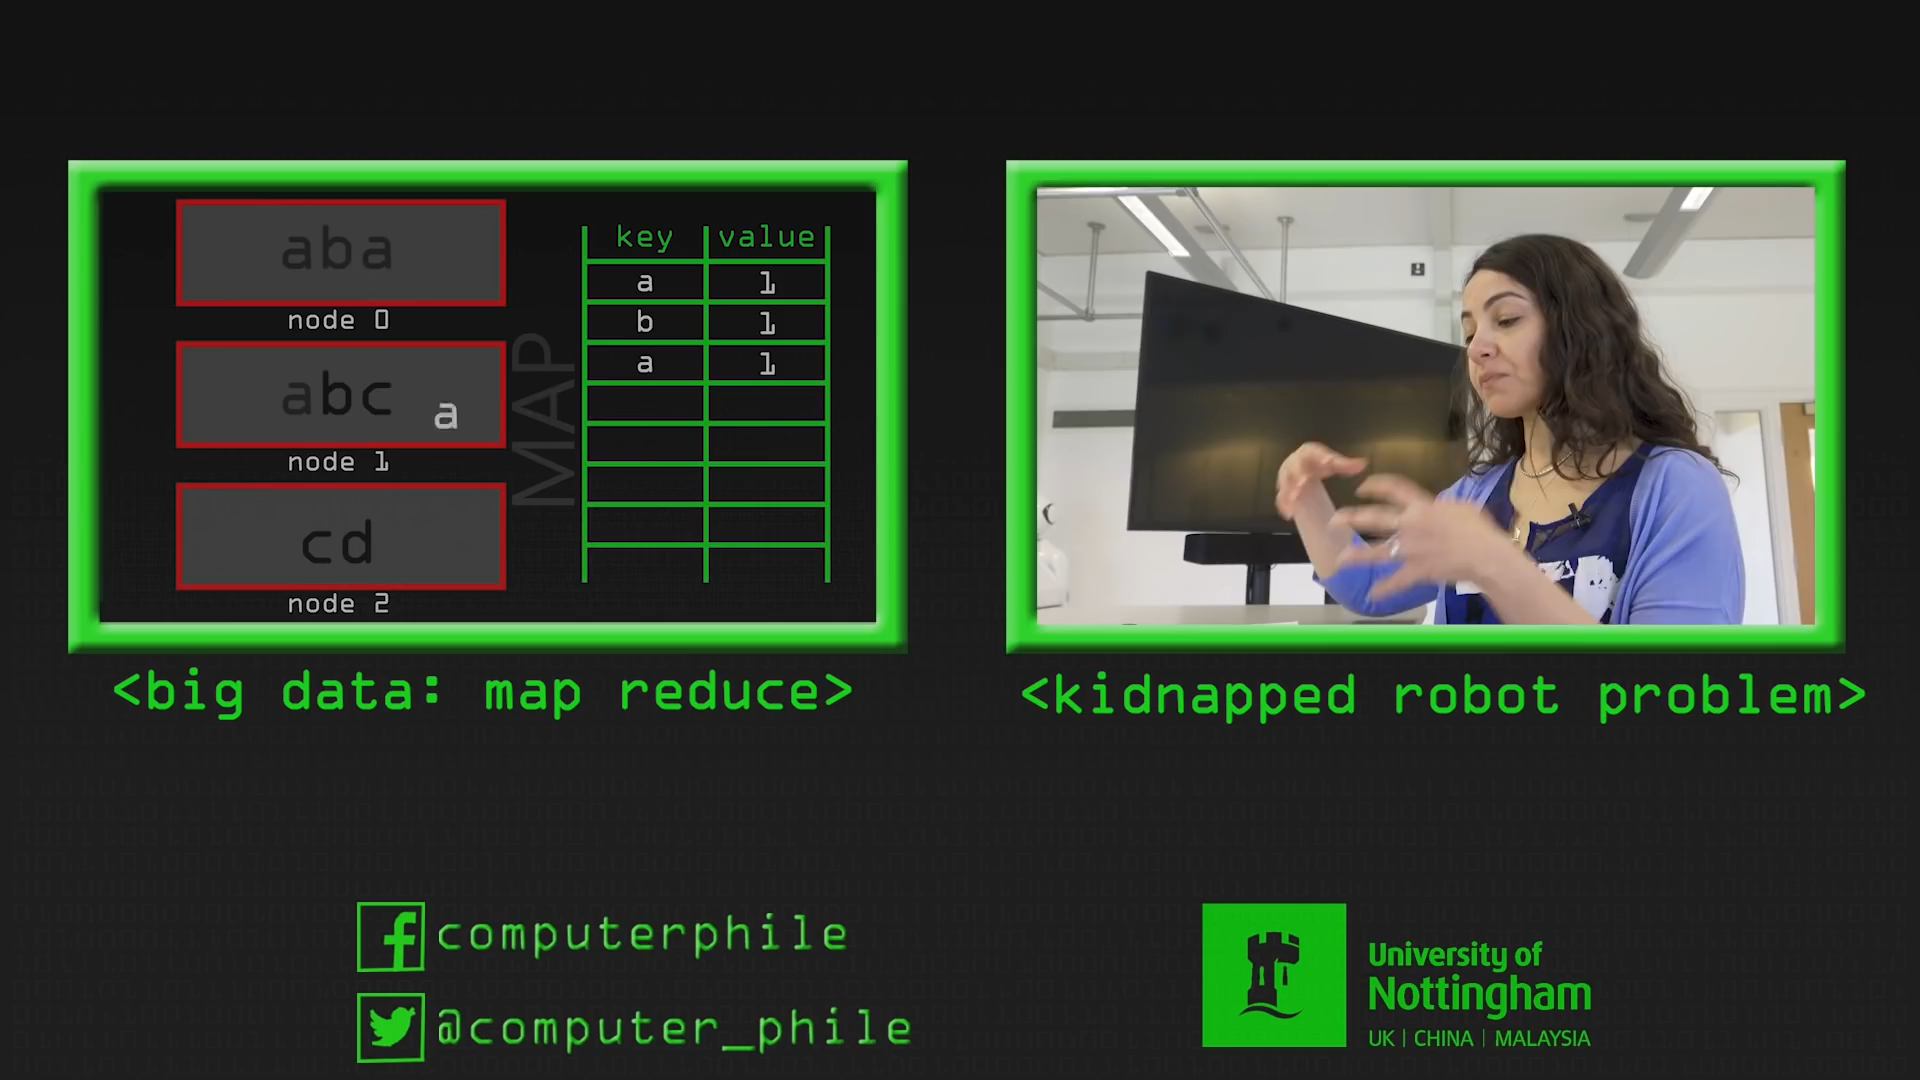 aba
node 0
abc a
node 1
cd
node 2
MAP
key value
a 1
b 1
a 1
<big data: map reduce>
<kidnapped robot problem>
computerphile
@computer_phile
University of
Nottingham
UK | CHINA | MALAYSIA